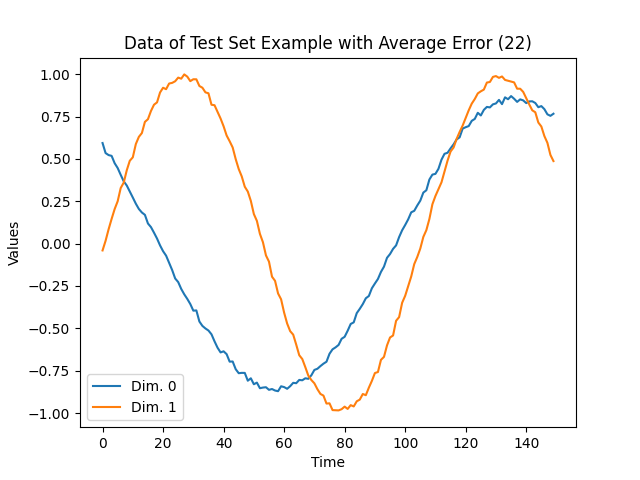 Data of Test Set Example with Average Error (22)
1.00
0.75
0.50
0.25
0.00
−0.25
−0.50
−0.75
−1.00
Values
Dim. 0
Dim. 1
0 20 40 60 80 100 120 140
Time